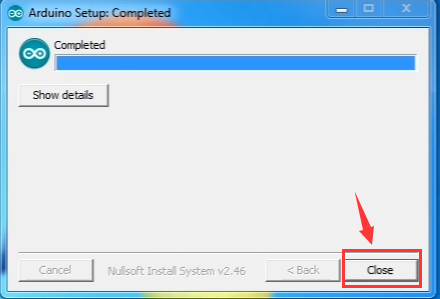 Arduino Setup: Completed
Completed
Show details
Cancel
Nullsoft Install System v2.46
< Back
Close